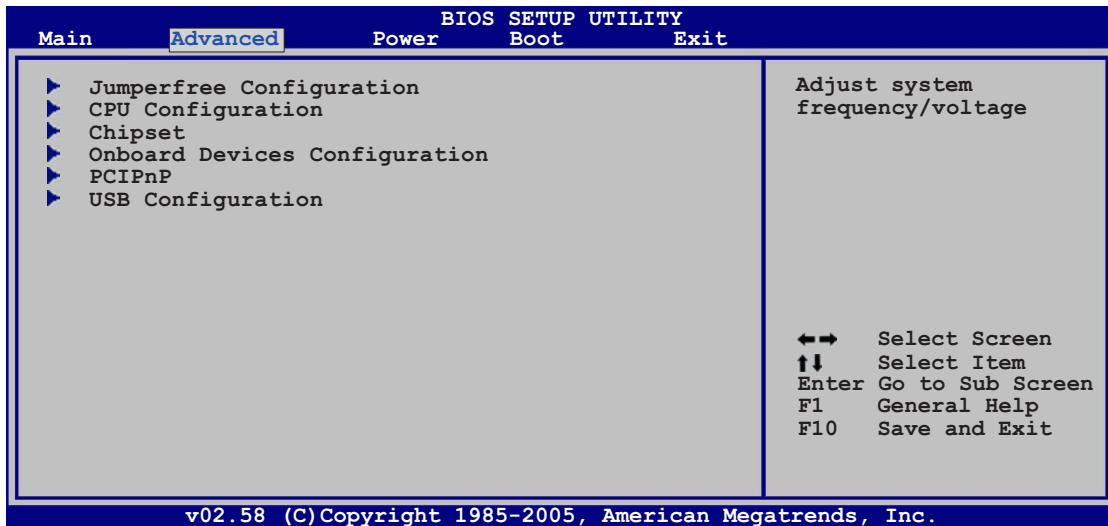 BIOS SETUP UTILITY
Main Advanced Power Boot Exit
Jumperfree Configuration
CPU Configuration
Chipset
Onboard Devices Configuration
PCIPnP
USB Configuration
Adjust system
frequency/voltage
←→ Select Screen
↑↓ Select Item
Enter Go to Sub Screen
F1 General Help
F10 Save and Exit
v02.58 (C)Copyright 1985-2005, American Megatrends, Inc.